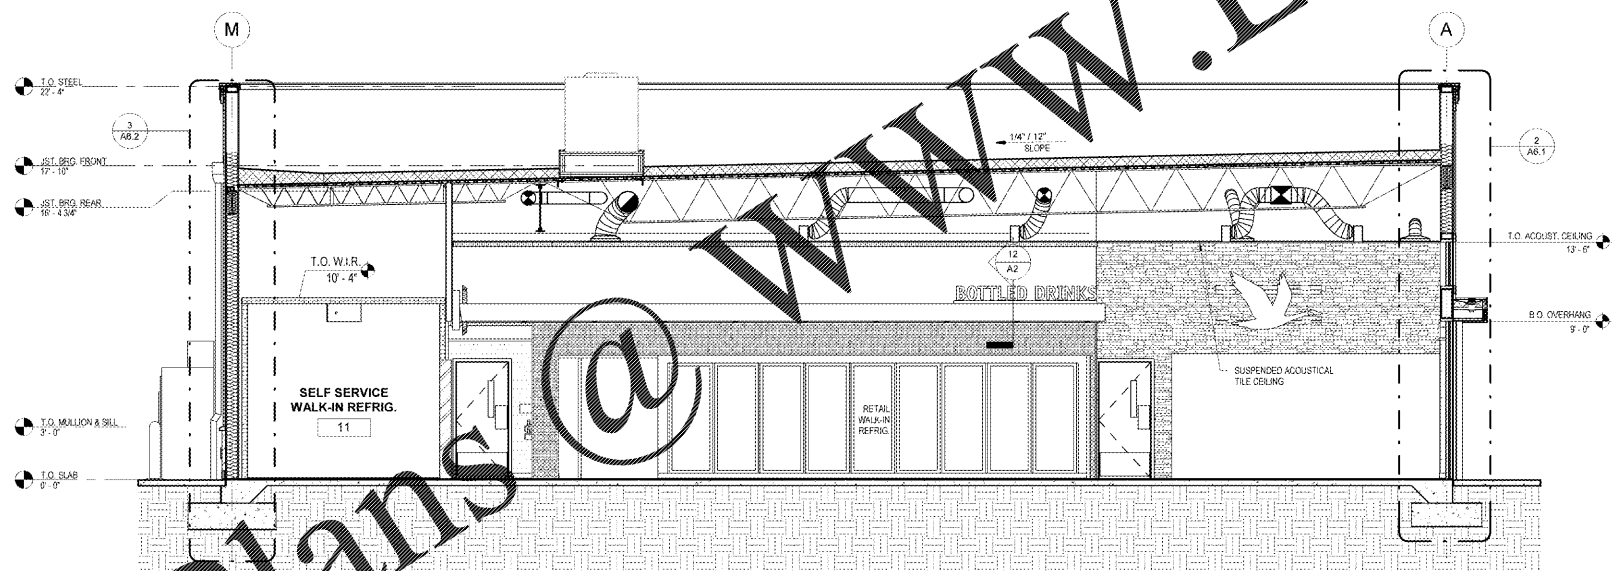 M
A
T.O. STEEL
22' - 4"
3
A6.2
1/4" / 12"
SLOPE
2
A6.1
JST. BRG. FRONT
17' - 10"
JST. BRG. REAR
16' - 4 3/4"
T.O. ACOUST. CEILING
13' - 6"
T.O. W.I.R.
10' - 4"
12
A2
BOTTLED DRINKS
B.O. OVERHANG
9' - 0"
SUSPENDED ACOUSTICAL
TILE CEILING
SELF SERVICE
WALK-IN REFRIG.
11
RETAIL
WALK-IN
REFRIG.
T.O. MULLION & SILL
3' - 0"
T.O. SLAB
0' - 0"
lans @ www.